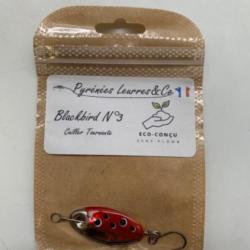 Pyrénées Leurres&Co
Blackbird N°3
Cuiller Tournante
ECO-CONÇU
SANS PLOMB